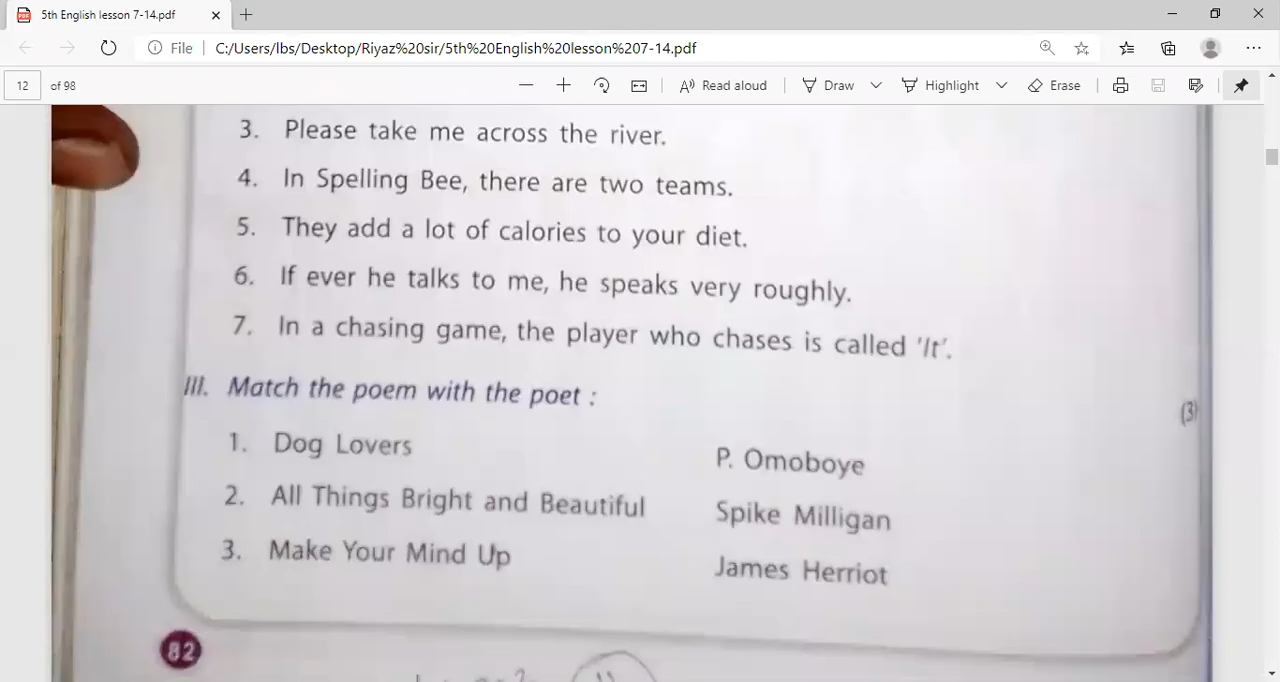 5th English lesson 7-14.pdf
File C:/Users/lbs/Desktop/Riyaz%20sir/5th%20English%20lesson%207-14.pdf
12 of 98 Read aloud Draw Highlight Erase
3. Please take me across the river.
4. In Spelling Bee, there are two teams.
5. They add a lot of calories to your diet.
6. If ever he talks to me, he speaks very roughly.
7. In a chasing game, the player who chases is called 'It'.
III. Match the poem with the poet : (3)
1. Dog Lovers P. Omoboye
2. All Things Bright and Beautiful Spike Milligan
3. Make Your Mind Up James Herriot
82